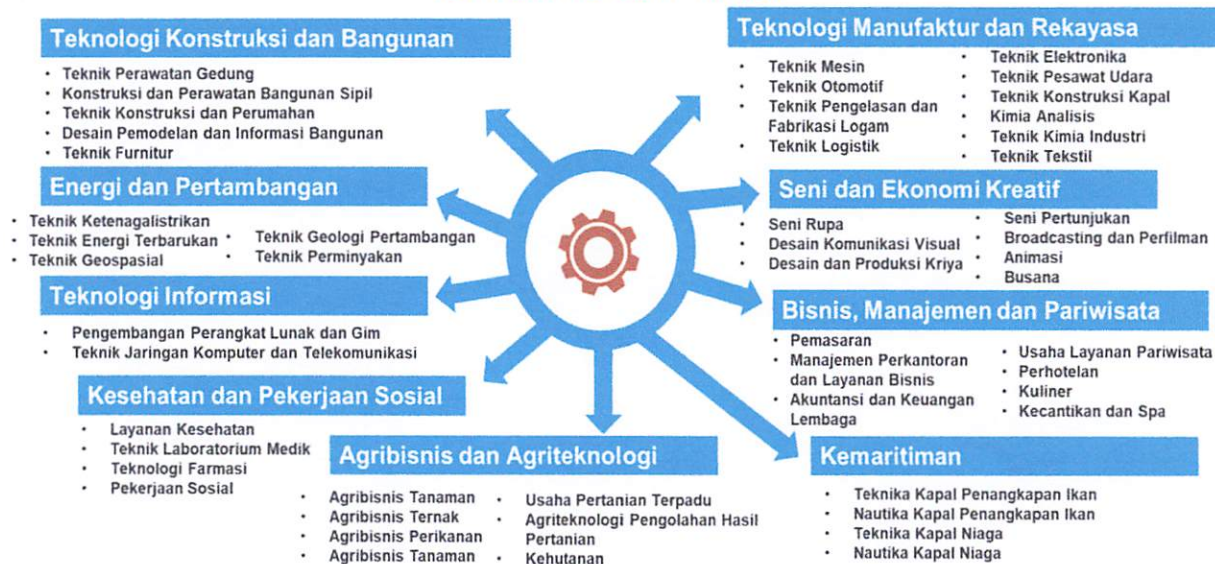 Teknologi Konstruksi dan Bangunan
• Teknik Perawatan Gedung
• Konstruksi dan Perawatan Bangunan Sipil
• Teknik Konstruksi dan Perumahan
• Desain Pemodelan dan Informasi Bangunan
• Teknik Furnitur
Energi dan Pertambangan
• Teknik Ketenagalistrikan
• Teknik Energi Terbarukan
• Teknik Geospasial
• Teknik Geologi Pertambangan
• Teknik Perminyakan
Teknologi Informasi
• Pengembangan Perangkat Lunak dan Gim
• Teknik Jaringan Komputer dan Telekomunikasi
Kesehatan dan Pekerjaan Sosial
• Layanan Kesehatan
• Teknik Laboratorium Medik
• Teknologi Farmasi
• Pekerjaan Sosial
Agribisnis dan Agriteknologi
• Agribisnis Tanaman
• Agribisnis Ternak
• Agribisnis Perikanan
• Agribisnis Tanaman
• Usaha Pertanian Terpadu
• Agriteknologi Pengolahan Hasil
Pertanian
• Kehutanan
Teknologi Manufaktur dan Rekayasa
• Teknik Mesin
• Teknik Otomotif
• Teknik Pengelasan dan
Fabrikasi Logam
• Teknik Logistik
• Teknik Elektronika
• Teknik Pesawat Udara
• Teknik Konstruksi Kapal
• Kimia Analisis
• Teknik Kimia Industri
• Teknik Tekstil
Seni dan Ekonomi Kreatif
• Seni Rupa
• Desain Komunikasi Visual
• Desain dan Produksi Kriya
• Seni Pertunjukan
• Broadcasting dan Perfilman
• Animasi
• Busana
Bisnis, Manajemen dan Pariwisata
• Pemasaran
• Manajemen Perkantoran
dan Layanan Bisnis
• Akuntansi dan Keuangan
Lembaga
• Usaha Layanan Pariwisata
• Perhotelan
• Kuliner
• Kecantikan dan Spa
Kemaritiman
• Teknika Kapal Penangkapan Ikan
• Nautika Kapal Penangkapan Ikan
• Teknika Kapal Niaga
• Nautika Kapal Niaga